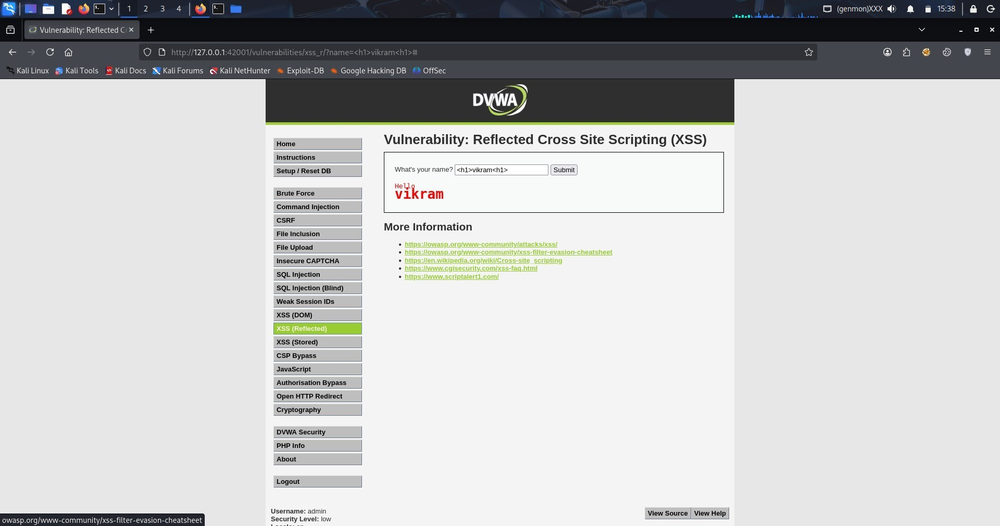 1 2 3 4 (genmon)XXX 15:38
Vulnerability: Reflected C
http://127.0.0.1:42001/vulnerabilities/xss_r/?name=<h1>vikram<h1>#
Kali Linux Kali Tools Kali Docs Kali Forums Kali NetHunter Exploit-DB Google Hacking DB OffSec
DVWA
Home
Instructions
Setup / Reset DB
Brute Force
Command Injection
CSRF
File Inclusion
File Upload
Insecure CAPTCHA
SQL Injection
SQL Injection (Blind)
Weak Session IDs
XSS (DOM)
XSS (Reflected)
XSS (Stored)
CSP Bypass
JavaScript
Authorisation Bypass
Open HTTP Redirect
Cryptography
DVWA Security
PHP Info
About
Logout
Vulnerability: Reflected Cross Site Scripting (XSS)
What's your name? <h1>vikram<h1> Submit
Hello
vikram
More Information
https://owasp.org/www-community/attacks/xss/
https://owasp.org/www-community/xss-filter-evasion-cheatsheet
https://en.wikipedia.org/wiki/Cross-site_scripting
https://www.cgisecurity.com/xss-faq.html
https://www.scriptalert1.com/
Username: admin
Security Level: low
View Source View Help
owasp.org/www-community/xss-filter-evasion-cheatsheet